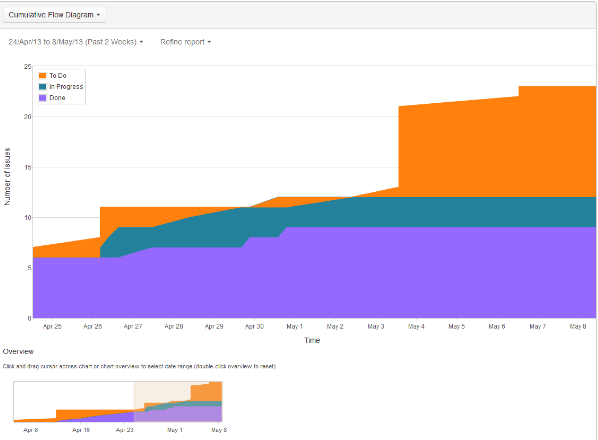 Cumulative Flow Diagram
24/Apr/13 to 8/May/13 (Past 2 Weeks) Refine report
25
20
15
10
5
0
Number of Issues
To Do
In Progress
Done
Apr 25 Apr 26 Apr 27 Apr 28 Apr 29 Apr 30 May 1 May 2 May 3 May 4 May 5 May 6 May 7 May 8
Time
Overview
Click and drag cursor across chart or chart overview to select date range (double click overview to reset).
Apr 8 Apr 16 Apr 23 May 1 May 8